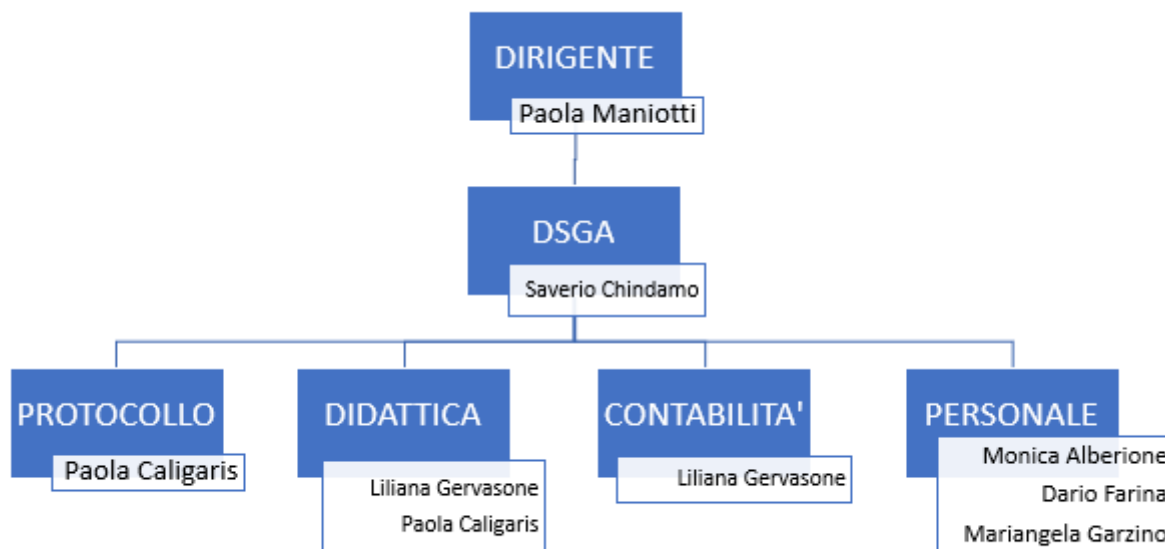 DIRIGENTE
Paola Maniotti
DSGA
Saverio Chindamo
PROTOCOLLO
Paola Caligaris
DIDATTICA
Liliana Gervasone
Paola Caligaris
CONTABILITA'
Liliana Gervasone
PERSONALE
Monica Alberione
Dario Farina
Mariangela Garzino